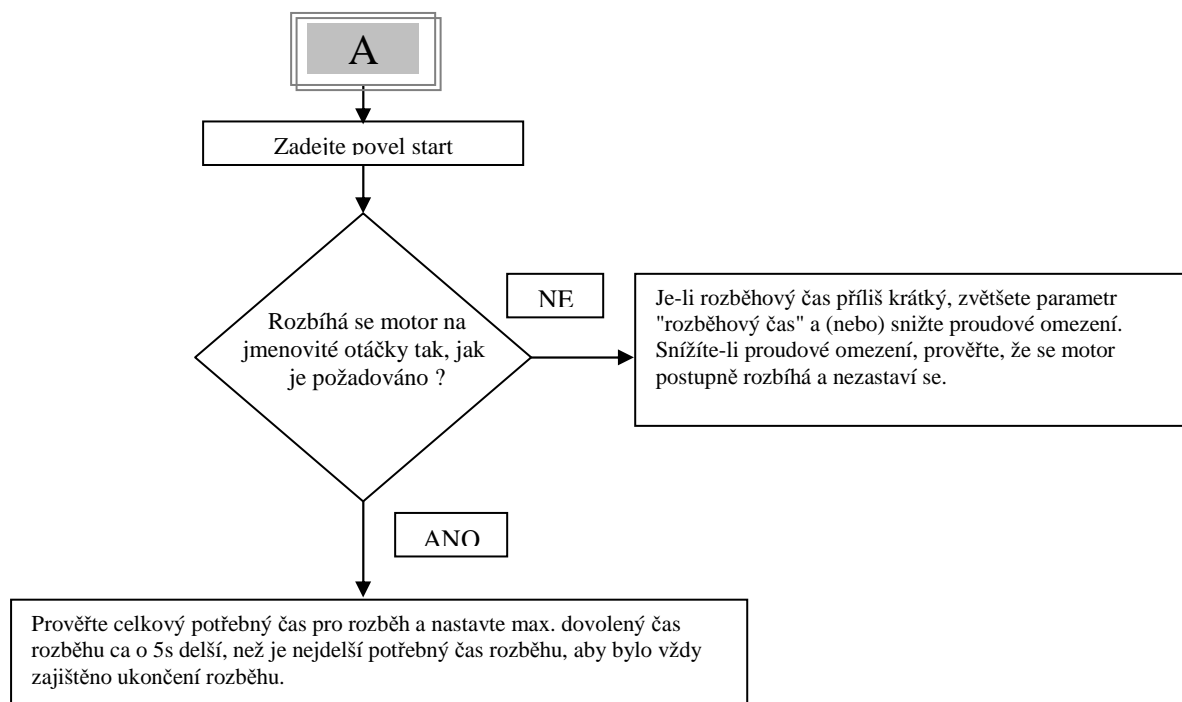 A
Zadejte povel start
NE
Rozbíhá se motor na
jmenovité otáčky tak, jak
je požadováno ?
Je-li rozběhový čas příliš krátký, zvětšete parametr
"rozběhový čas" a (nebo) snižte proudové omezení.
Snížíte-li proudové omezení, prověřte, že se motor
postupně rozbíhá a nezastaví se.
ANO
Prověřte celkový potřebný čas pro rozběh a nastavte max. dovolený čas
rozběhu ca o 5s delší, než je nejdelší potřebný čas rozběhu, aby bylo vždy
zajištěno ukončení rozběhu.